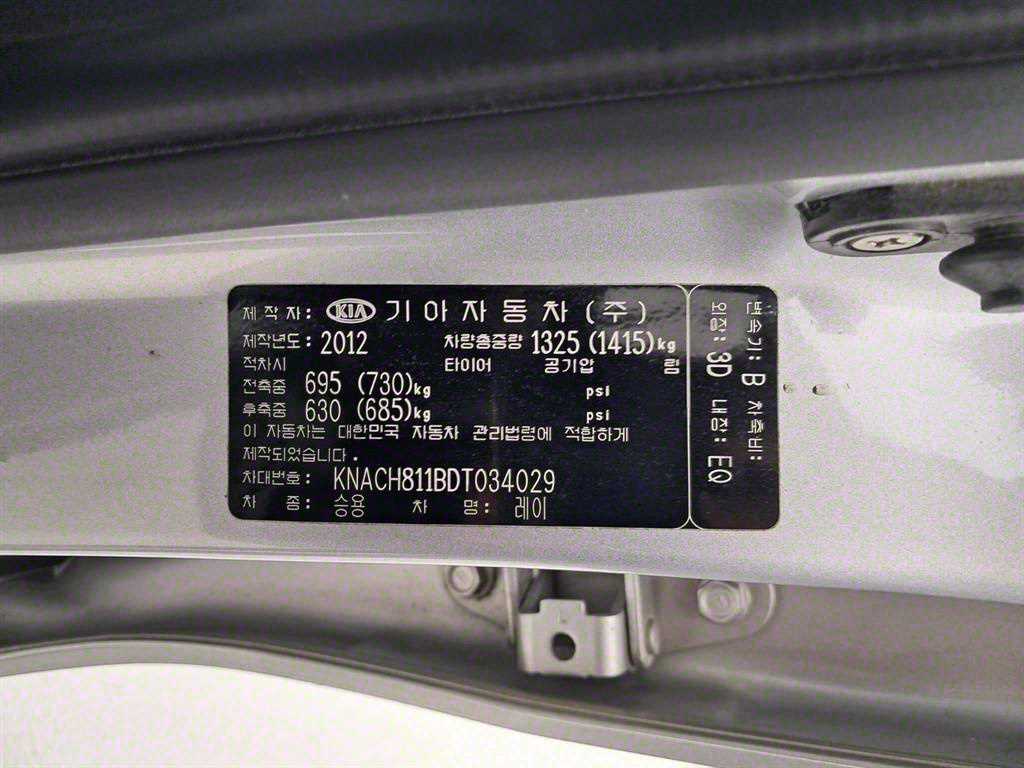 제작자: KIA 기아자동차(주)
제작년도: 2012 차량총중량 1325 (1415)kg
적차시 타이어 공기압 림
전축중 695 (730)kg psi
후축중 630 (685)kg psi
이 자동차는 대한민국 자동차 관리법령에 적합하게
제작되었습니다.
차대번호: KNACH811BDT034029
차 종: 승용 차 명: 레이
변속기: B 차축비:
외장: 3D 내장: EQ